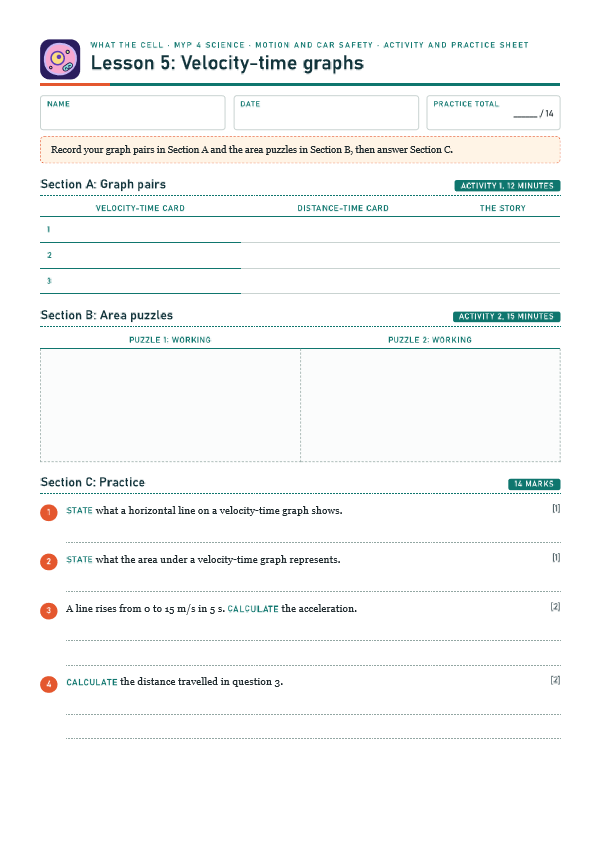 WHAT THE CELL · MYP 4 SCIENCE · MOTION AND CAR SAFETY · ACTIVITY AND PRACTICE SHEET
Lesson 5: Velocity-time graphs
NAME
DATE
PRACTICE TOTAL
_____ / 14
Record your graph pairs in Section A and the area puzzles in Section B, then answer Section C.
Section A: Graph pairs
ACTIVITY 1, 12 MINUTES
VELOCITY-TIME CARD DISTANCE-TIME CARD THE STORY
1
2
3
Section B: Area puzzles
ACTIVITY 2, 15 MINUTES
PUZZLE 1: WORKING PUZZLE 2: WORKING
Section C: Practice
14 MARKS
1 STATE what a horizontal line on a velocity-time graph shows. [1]
2 STATE what the area under a velocity-time graph represents. [1]
3 A line rises from 0 to 15 m/s in 5 s. CALCULATE the acceleration. [2]
4 CALCULATE the distance travelled in question 3. [2]